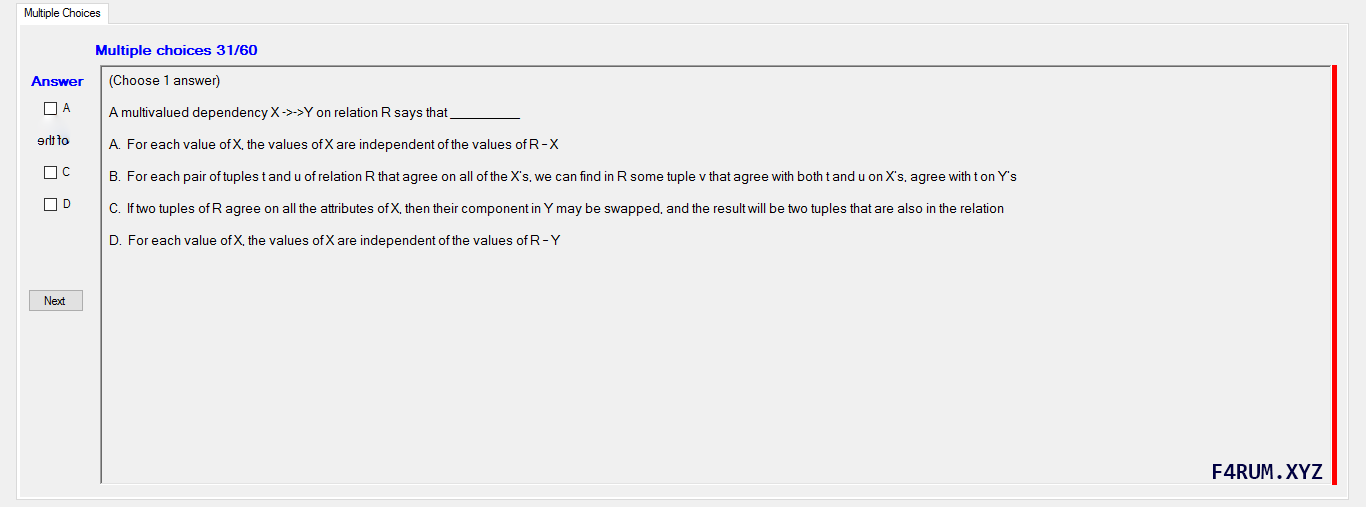 Multiple Choices
Multiple choices 31/60
Answer
(Choose 1 answer)
A
A multivalued dependency X ->->Y on relation R says that __________
A. For each value of X, the values of X are independent of the values of R - X
C
B. For each pair of tuples t and u of relation R that agree on all of the X's, we can find in R some tuple v that agree with both t and u on X's, agree with t on Y's
D
C. If two tuples of R agree on all the attributes of X, then their component in Y may be swapped, and the result will be two tuples that are also in the relation
D. For each value of X, the values of X are independent of the values of R - Y
Next
F4RUM.XYZ